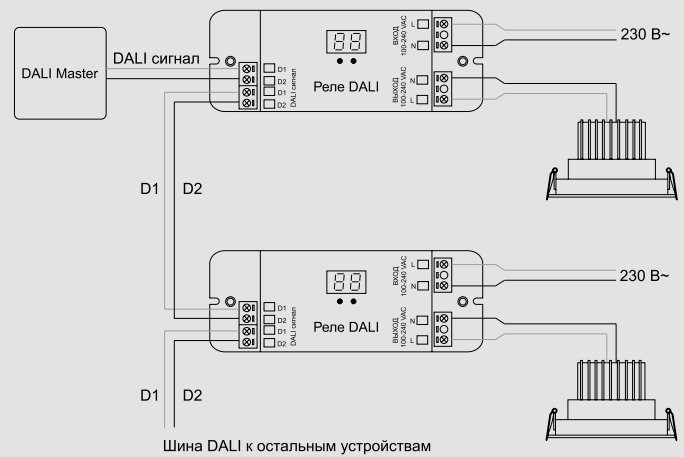 DALI Master
DALI сигнал
D1
D2
D1
D2
DALI сигнал
88
Реле DALI
L
N
ВХОД
100-240 VAC
N
L
ВЫХОД
100-240 VAC
230 В~
D1
D2
D1
D2
D1
D2
DALI сигнал
88
Реле DALI
L
N
ВХОД
100-240 VAC
N
L
ВЫХОД
100-240 VAC
230 В~
D1
D2
Шина DALI к остальным устройствам